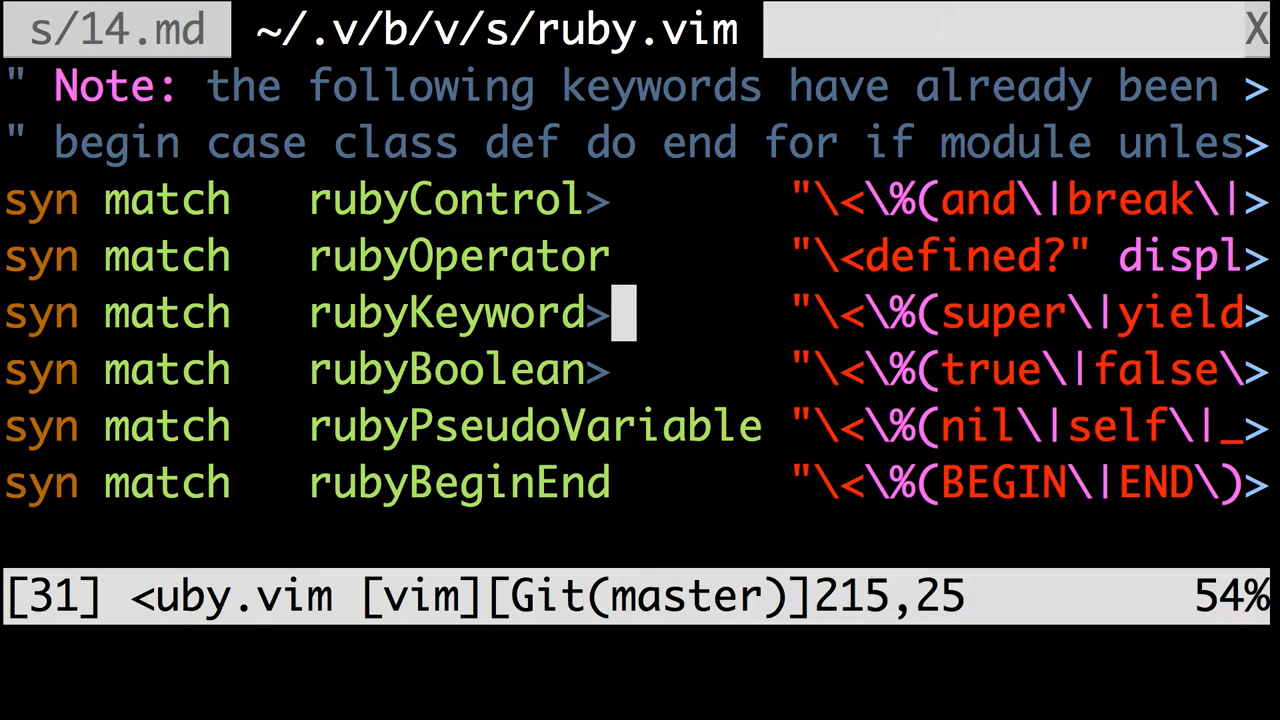 s/14.md ~/.v/b/v/s/ruby.vim X
" Note: the following keywords have already been >
" begin case class def do end for if module unles>
syn match rubyControl> "\<\%(and\|break\|>
syn match rubyOperator "\<defined?" displ>
syn match rubyKeyword> "\<\%(super\|yield>
syn match rubyBoolean> "\<\%(true\|false\>
syn match rubyPseudoVariable "\<\%(nil\|self\|_>
syn match rubyBeginEnd "\<\%(BEGIN\|END\)>
[31] <uby.vim [vim][Git(master)]215,25 54%